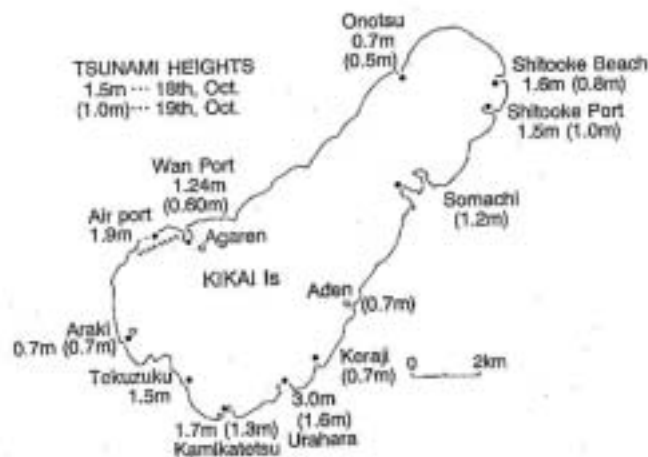 Onotsu
0.7m
(0.5m)
TSUNAMI HEIGHTS
1.5m ··· 18th, Oct.
(1.0m)··· 19th, Oct.
Shitooke Beach
1.6m (0.8m)
Shitooke Port
1.5m (1.0m)
Wan Port
1.24m
(0.60m)
Somachi
(1.2m)
Air port
1.9m
Agaren
KIKAI Is
Aden
(0.7m)
Araki
0.7m (0.7m)
Keraji
(0.7m)
0 2km
Tekuzuku
1.5m
3.0m
(1.6m)
Urahara
1.7m (1.3m)
Kamikatetsu